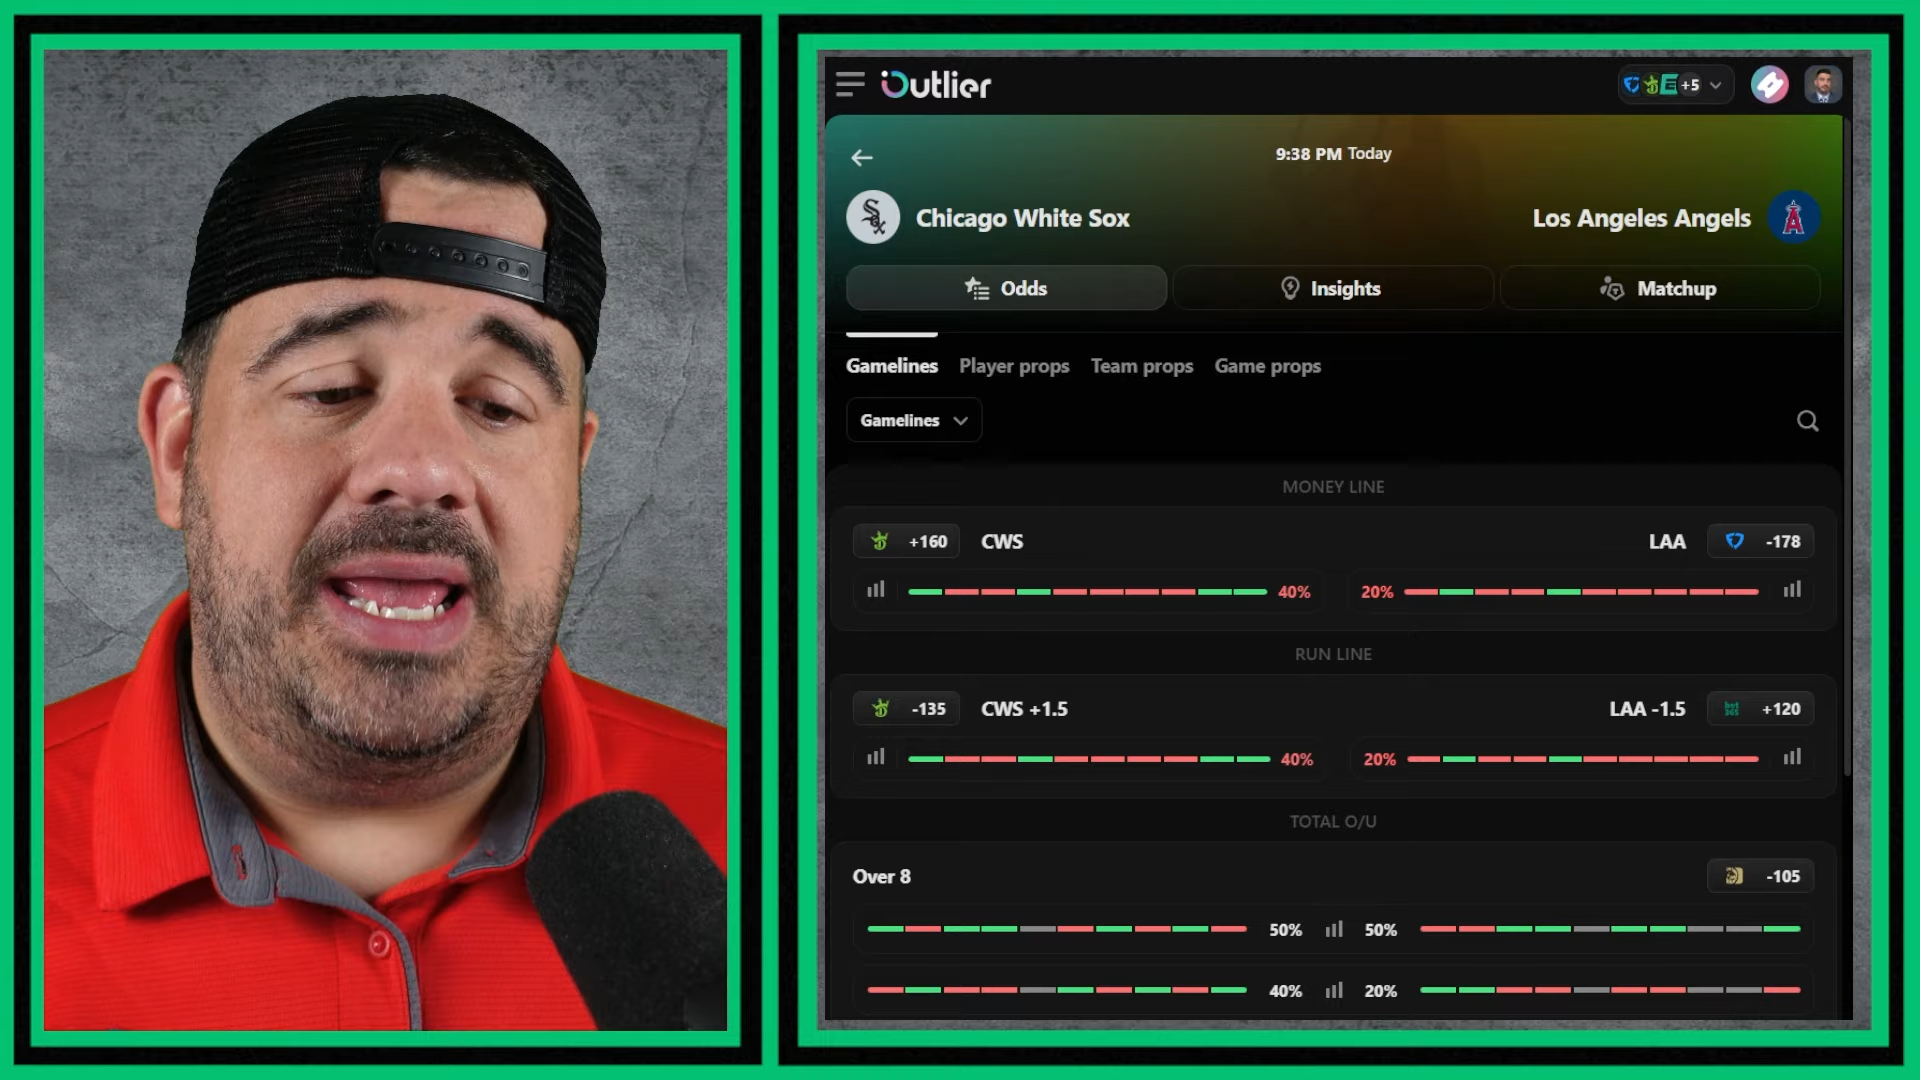 Outlier
+5
9:38 PM Today
Chicago White Sox
Los Angeles Angels
Odds
Insights
Matchup
Gamelines Player props Team props Game props
Gamelines
MONEY LINE
+160 CWS
LAA -178
40% 20%
RUN LINE
-135 CWS +1.5
LAA -1.5 bet365 +120
40% 20%
TOTAL O/U
Over 8
-105
50% 50%
40% 20%